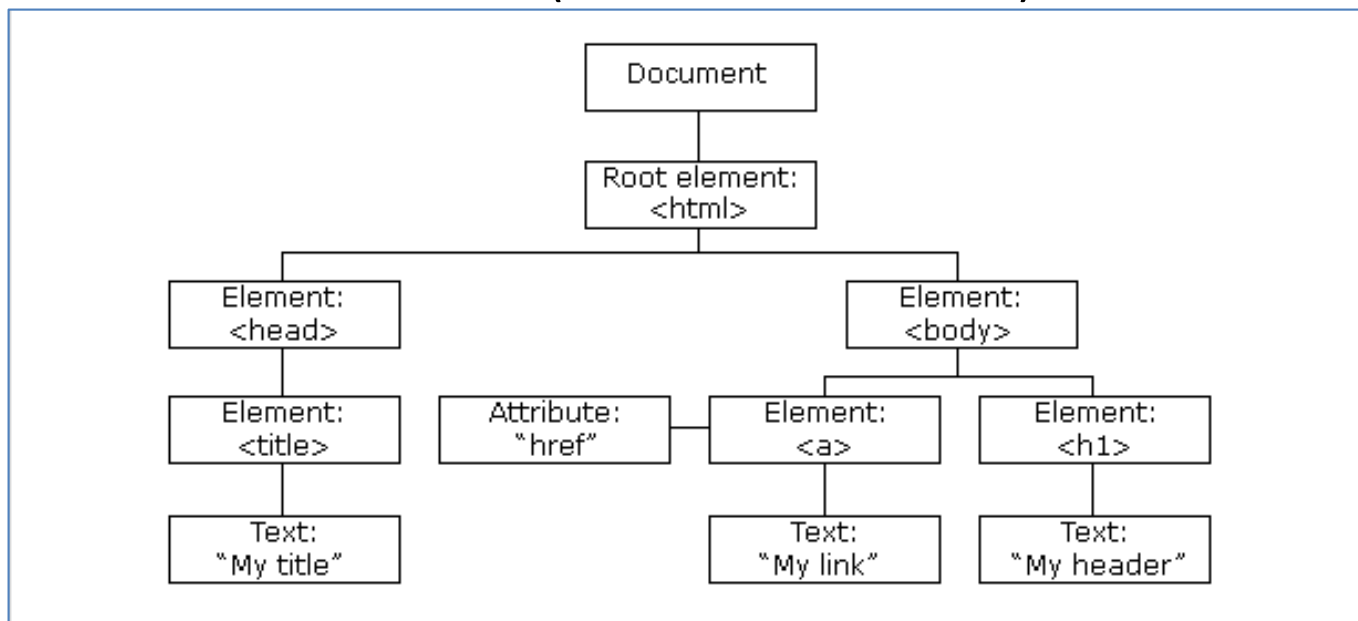 Document
Root element:
<html>
Element:
<head>
Element:
<body>
Element:
<title>
Attribute:
“href”
Element:
<a>
Element:
<h1>
Text:
“My title”
Text:
“My link”
Text:
“My header”